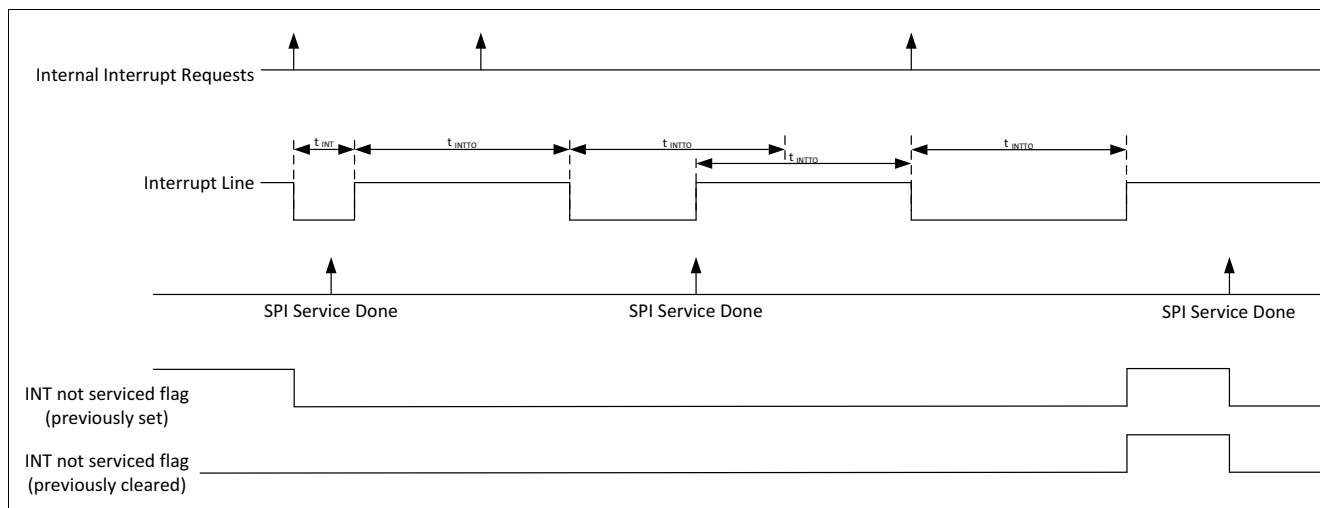 Internal Interrupt Requests
t INT
t INTTO
t INTTO
t INTTO
t INTTO
Interrupt Line
SPI Service Done
SPI Service Done
SPI Service Done
INT not serviced flag
(previously set)
INT not serviced flag
(previously cleared)